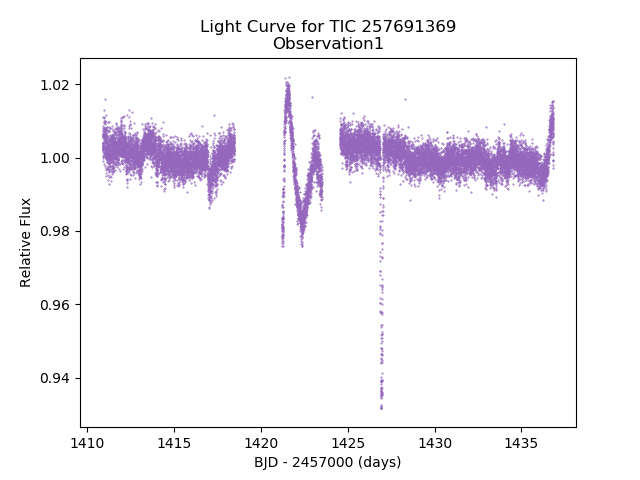 Light Curve for TIC 257691369
Observation1
1.02
1.00
0.98
0.96
0.94
Relative Flux
1410 1415 1420 1425 1430 1435
BJD - 2457000 (days)